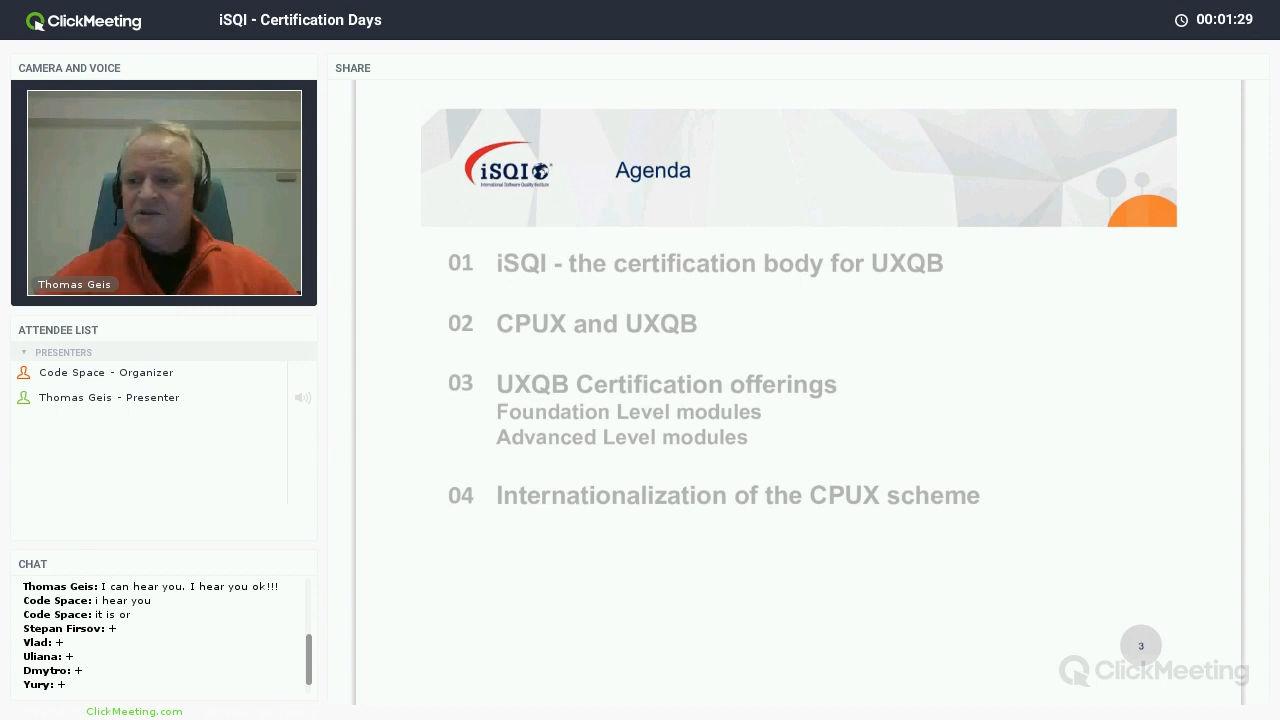 ClickMeeting
iSQI - Certification Days
00:01:29
CAMERA AND VOICE
Thomas Geis
ATTENDEE LIST
PRESENTERS
Code Space - Organizer
Thomas Geis - Presenter
CHAT
Thomas Geis: I can hear you. I hear you ok!!!
Code Space: i hear you
Code Space: it is or
Stepan Firsov: +
Vlad: +
Uliana: +
Dmytro: +
Yury: +
ClickMeeting.com
SHARE
iSQI®
International Software Quality Institute
Agenda
01 iSQI - the certification body for UXQB
02 CPUX and UXQB
03 UXQB Certification offerings
Foundation Level modules
Advanced Level modules
04 Internationalization of the CPUX scheme
3
ClickMeeting